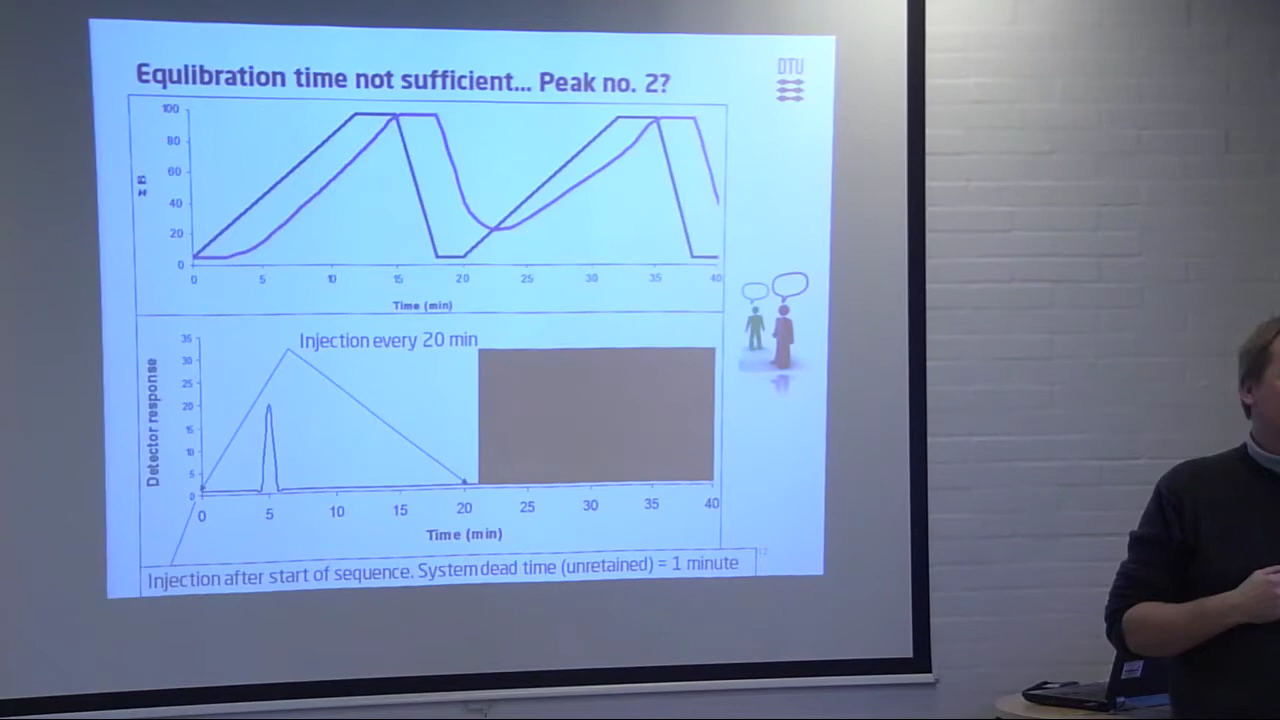 Equlibration time not sufficient... Peak no. 2?
DTU
100
80
60
40
20
0
% B
0 5 10 15 20 25 30 35 40
Time (min)
Injection every 20 min
35
30
25
20
15
10
5
0
Detector response
0 5 10 15 20 25 30 35 40
Time (min)
Injection after start of sequence. System dead time (unretained) = 1 minute
12